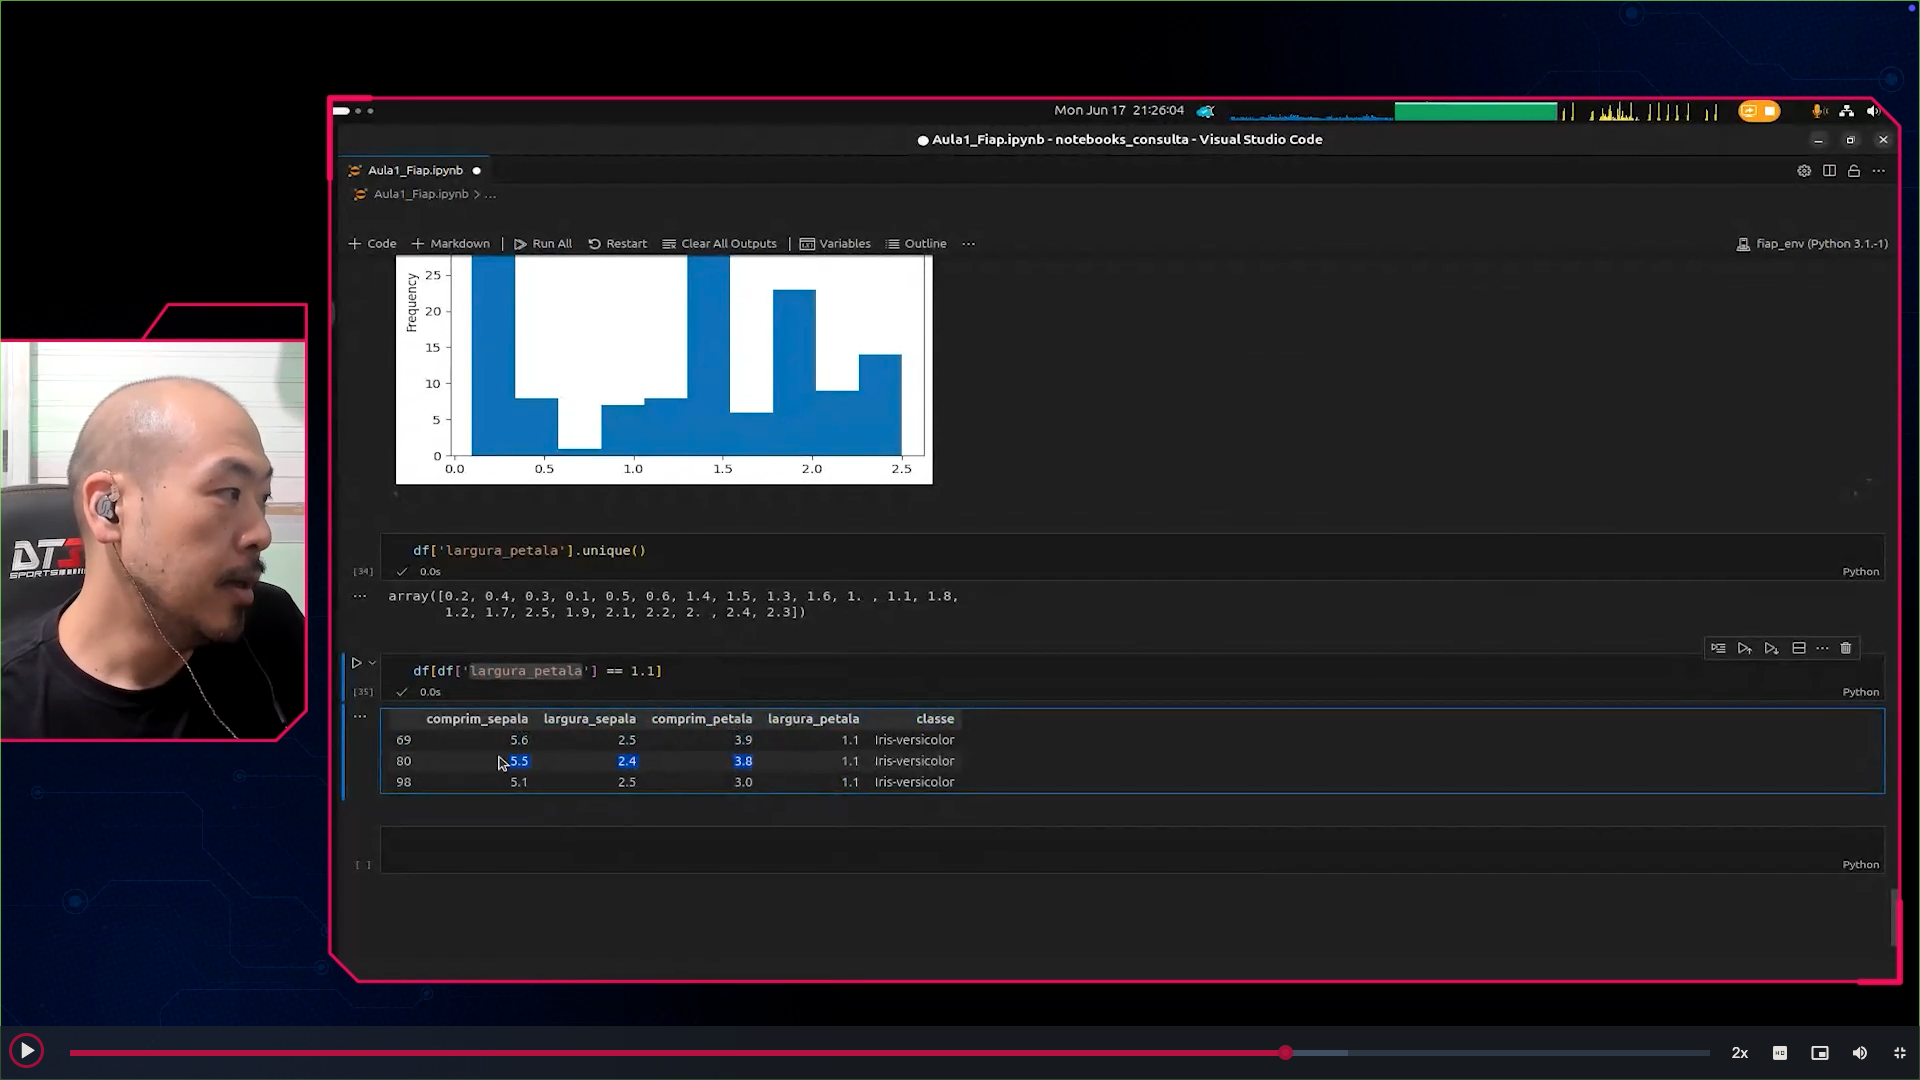 Mon Jun 17 21:26:04
Aula1_Fiap.ipynb - notebooks_consulta - Visual Studio Code
Aula1_Fiap.ipynb
Aula1_Fiap.ipynb > ...
+ Code + Markdown | Run All Restart Clear All Outputs | Variables Outline ...
fiap_env (Python 3.1.-1)
Frequency
25
20
15
10
5
0
0.0 0.5 1.0 1.5 2.0 2.5
df['largura_petala'].unique()
[34] 0.0s Python
array([0.2, 0.4, 0.3, 0.1, 0.5, 0.6, 1.4, 1.5, 1.3, 1.6, 1. , 1.1, 1.8,
1.2, 1.7, 2.5, 1.9, 2.1, 2.2, 2. , 2.4, 2.3])
df[df['largura_petala'] == 1.1]
[35] 0.0s Python
comprim_sepala largura_sepala comprim_petala largura_petala classe
69 5.6 2.5 3.9 1.1 Iris-versicolor
80 5.5 2.4 3.8 1.1 Iris-versicolor
98 5.1 2.5 3.0 1.1 Iris-versicolor
[ ] Python
DT3
SPORTS
2x
HD